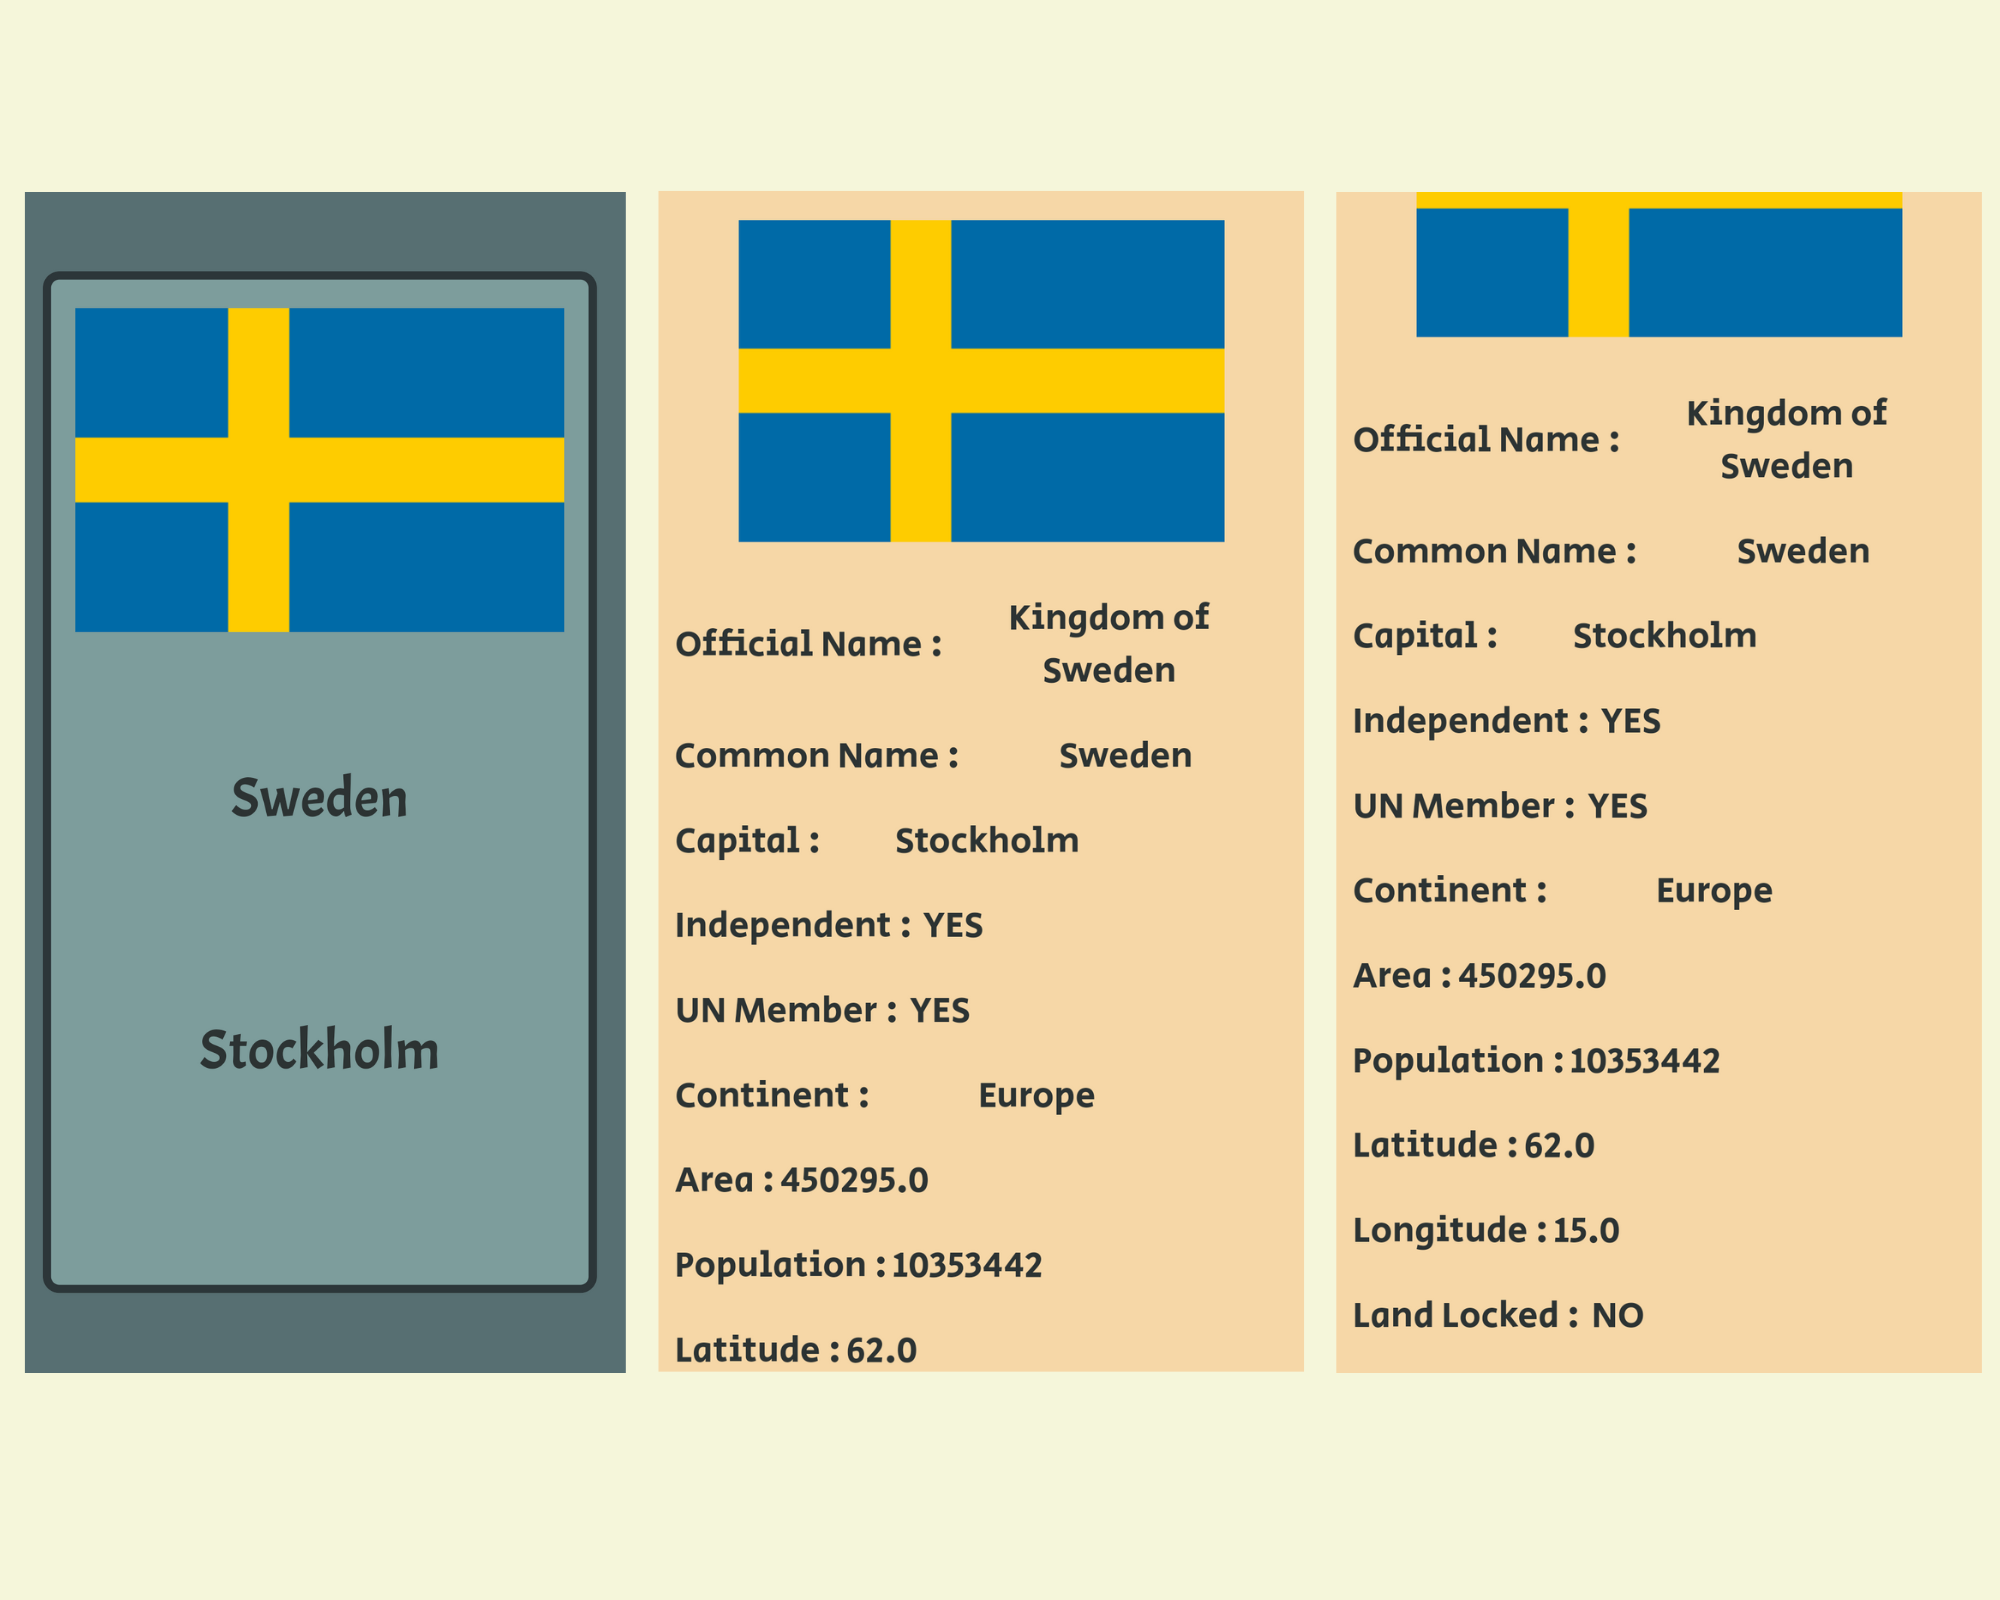 Sweden
Stockholm
Official Name : Kingdom of
Sweden
Common Name : Sweden
Capital : Stockholm
Independent : YES
UN Member : YES
Continent : Europe
Area : 450295.0
Population : 10353442
Latitude : 62.0
Official Name : Kingdom of
Sweden
Common Name : Sweden
Capital : Stockholm
Independent : YES
UN Member : YES
Continent : Europe
Area : 450295.0
Population : 10353442
Latitude : 62.0
Longitude : 15.0
Land Locked : NO